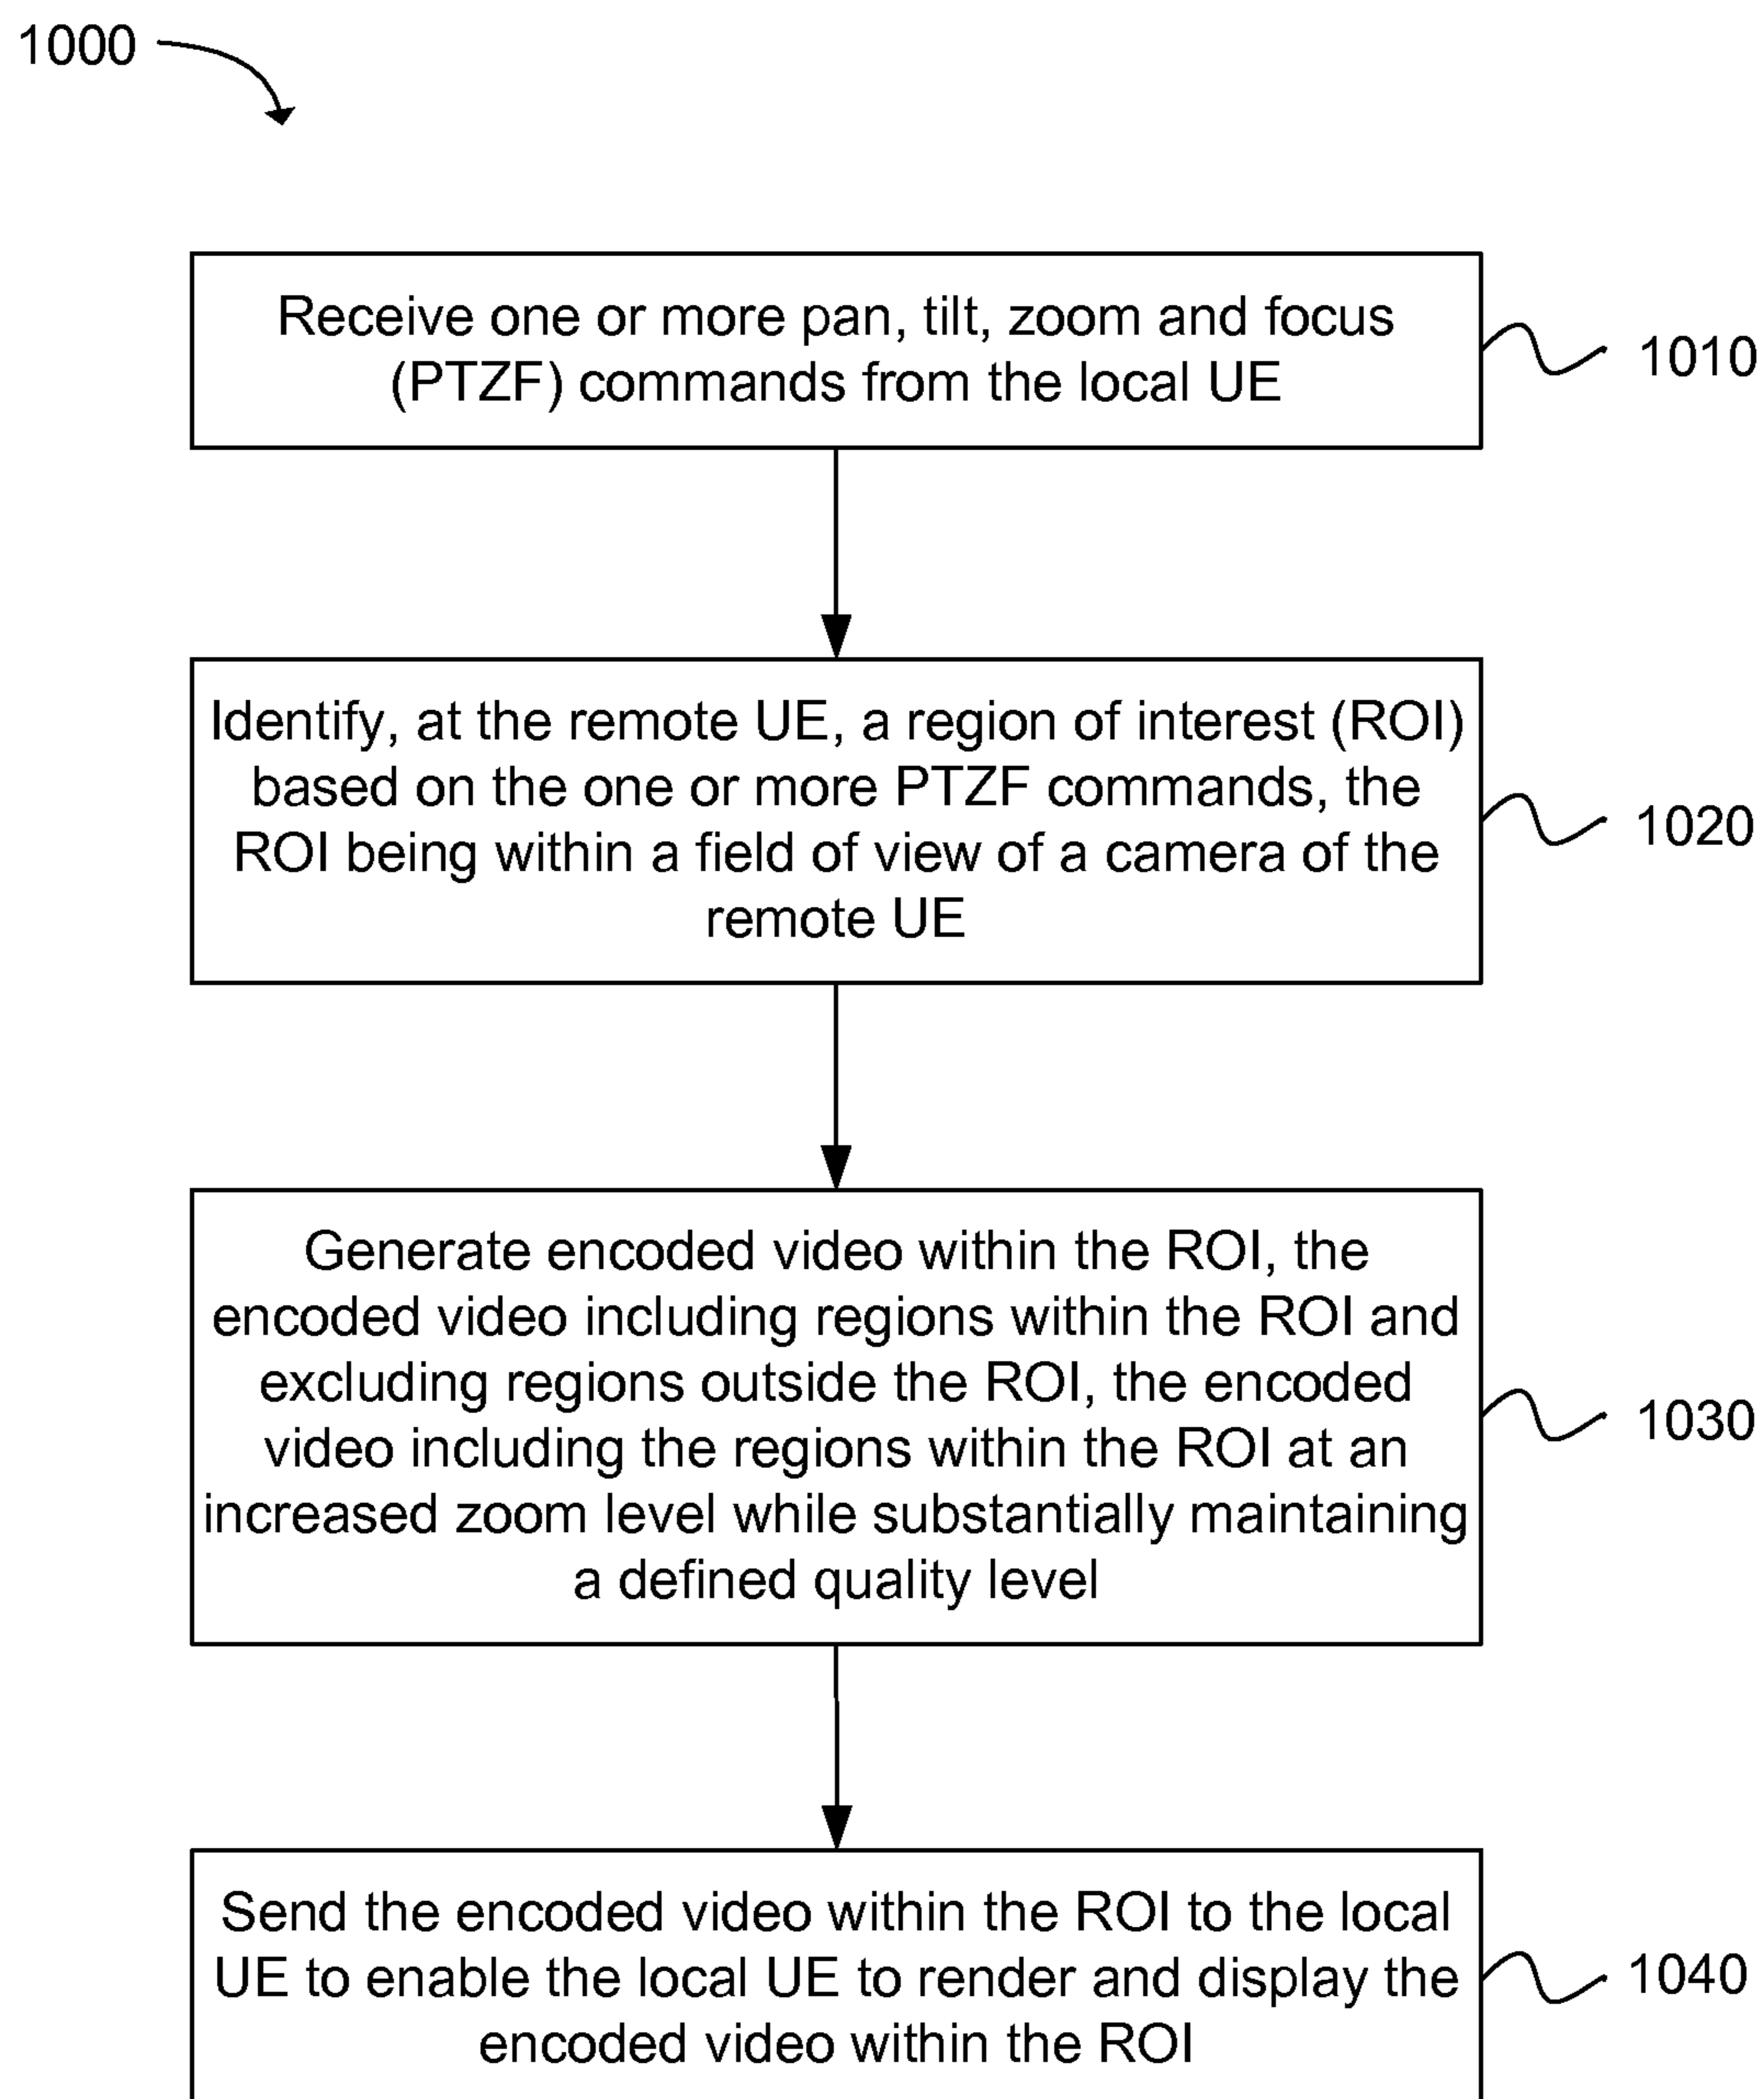 1000
Receive one or more pan, tilt, zoom and focus
(PTZF) commands from the local UE
1010
Identify, at the remote UE, a region of interest (ROI)
based on the one or more PTZF commands, the
ROI being within a field of view of a camera of the
remote UE
1020
Generate encoded video within the ROI, the
encoded video including regions within the ROI and
excluding regions outside the ROI, the encoded
video including the regions within the ROI at an
increased zoom level while substantially maintaining
a defined quality level
1030
Send the encoded video within the ROI to the local
UE to enable the local UE to render and display the
encoded video within the ROI
1040